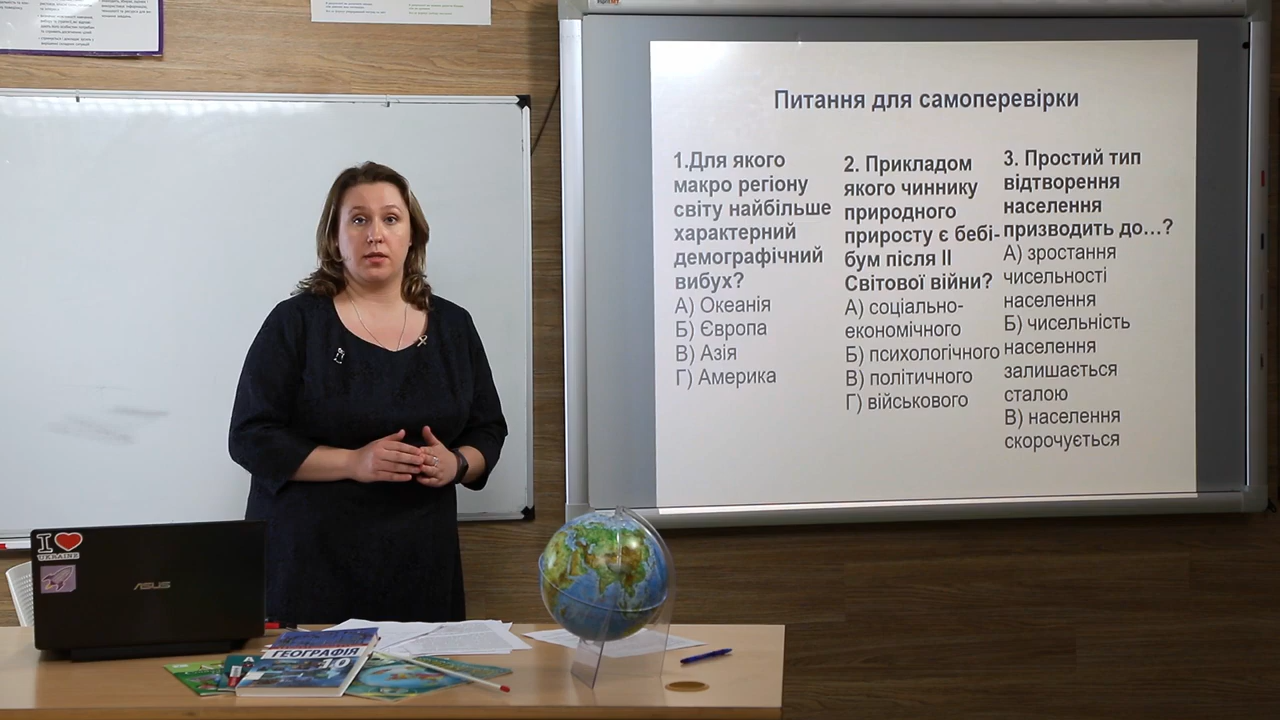 Питання для самоперевірки
1.Для якого
макро регіону
світу найбільше
характерний
демографічний
вибух?
А) Океанія
Б) Європа
В) Азія
Г) Америка
2. Прикладом
якого чиннику
природного
приросту є бебі-
бум після ІІ
Світової війни?
А) соціально-
економічного
Б) психологічного
В) політичного
Г) військового
3. Простий тип
відтворення
населення
призводить до...?
А) зростання
чисельності
населення
Б) чисельність
населення
залишається
сталою
В) населення
скорочується
I
UKRAINE
ASUS
ГЕОГРАФІЯ
10